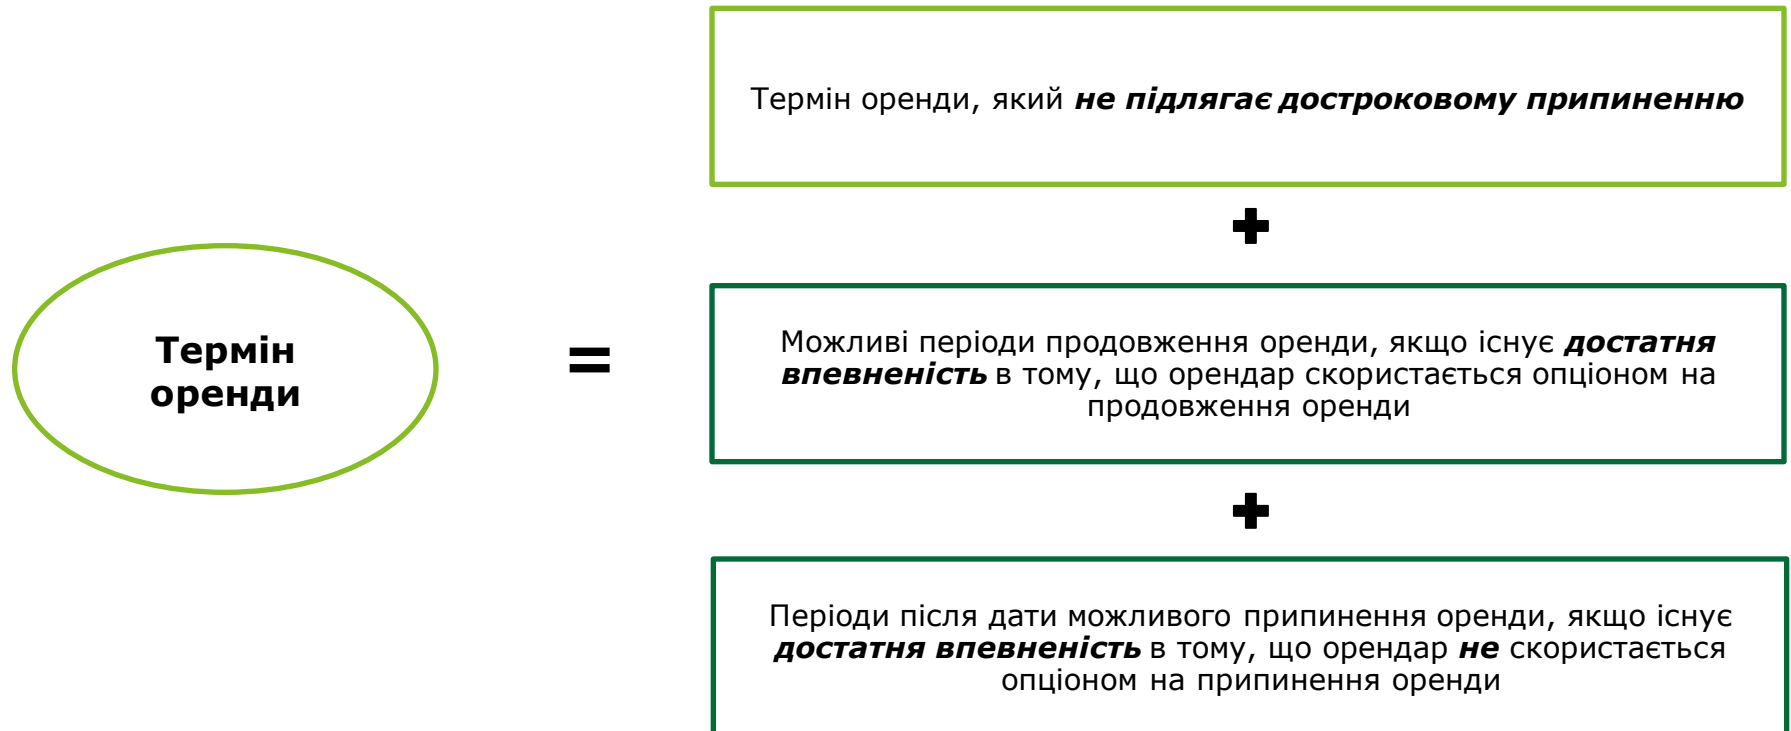 Термін оренди, який не підлягає достроковому припиненню
+
Термін
оренди
=
Можливі періоди продовження оренди, якщо існує достатня
впевненість в тому, що орендар скористається опціоном на
продовження оренди
+
Періоди після дати можливого припинення оренди, якщо існує
достатня впевненість в тому, що орендар не скористається
опціоном на припинення оренди